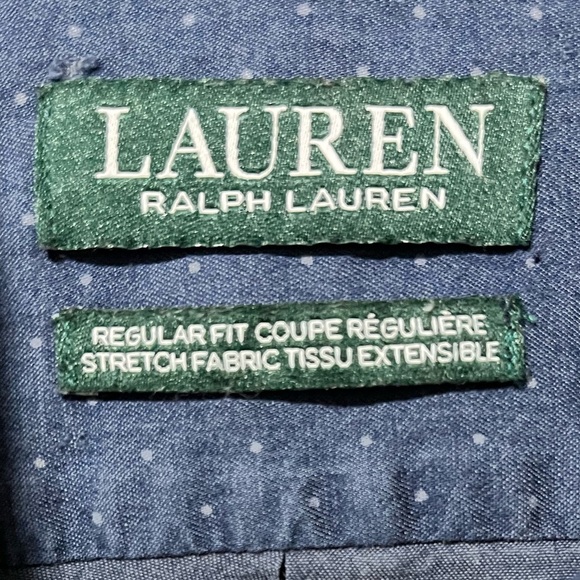 LAUREN
RALPH LAUREN
REGULAR FIT COUPE RÉGULIÈRE
STRETCH FABRIC TISSU EXTENSIBLE